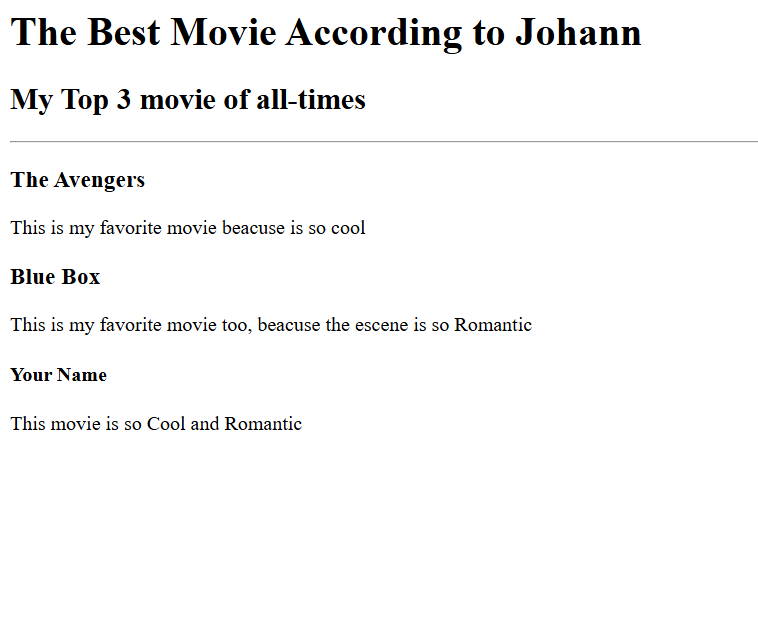 The Best Movie According to Johann
My Top 3 movie of all-times
The Avengers
This is my favorite movie beacuse is so cool
Blue Box
This is my favorite movie too, beacuse the escene is so Romantic
Your Name
This movie is so Cool and Romantic